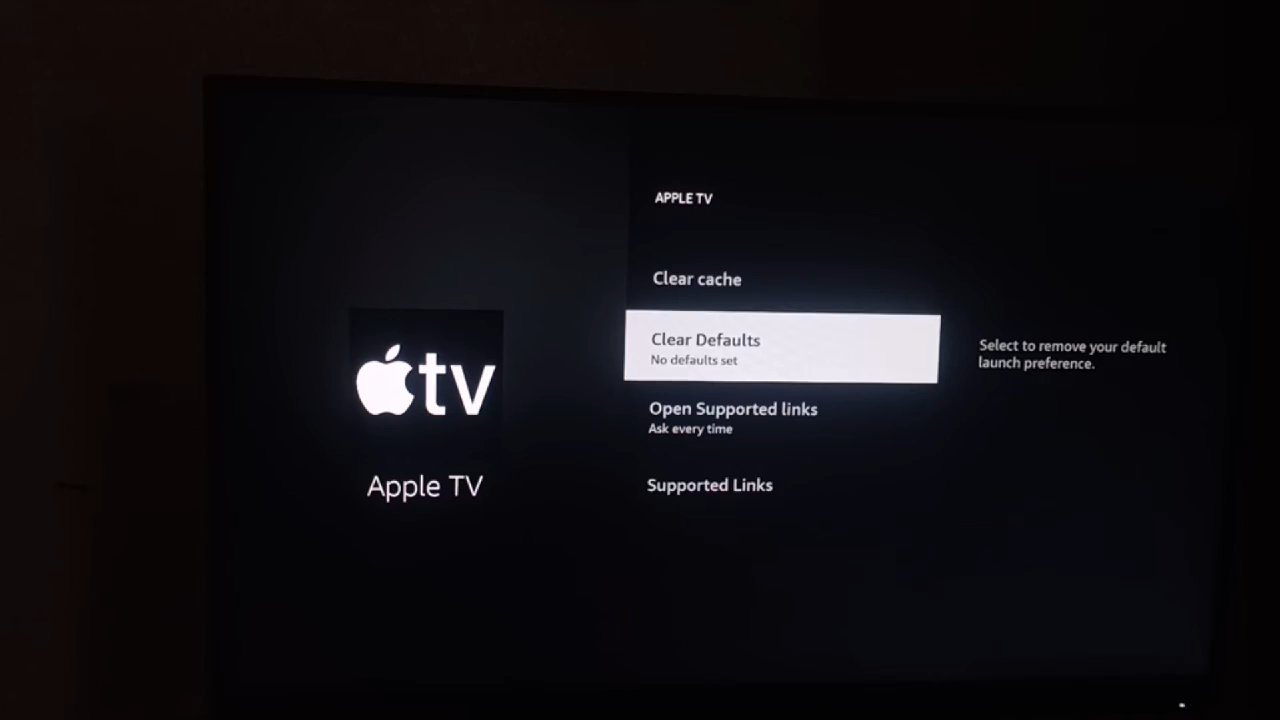 APPLE TV
Clear cache
Clear Defaults
No defaults set
Select to remove your default
launch preference.
Open Supported links
Ask every time
Supported Links
tv
Apple TV